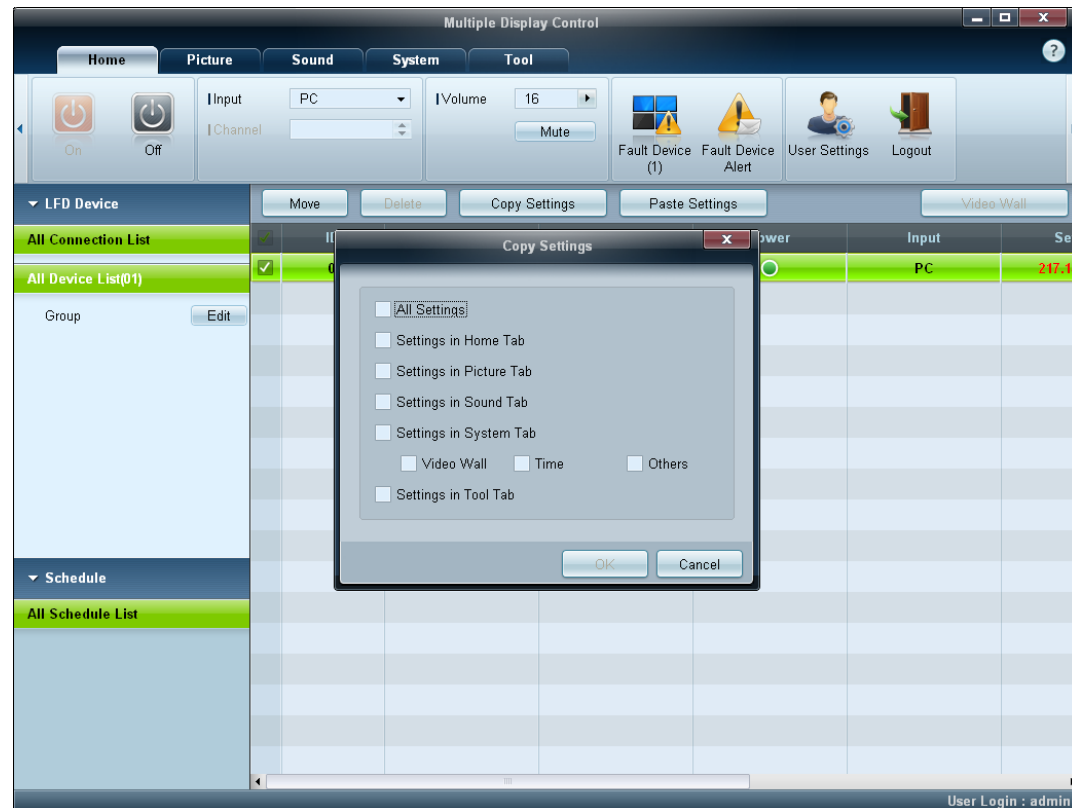 Multiple Display Control
Home Picture Sound System Tool
Input PC Volume 16
Channel Mute
On Off
Fault Device (1)
Fault Device Alert
User Settings
Logout
LFD Device
Move Delete Copy Settings Paste Settings Video Wall
All Connection List
Input
All Device List(01)
PC
Group Edit
Copy Settings
All Settings
Settings in Home Tab
Settings in Picture Tab
Settings in Sound Tab
Settings in System Tab
Video Wall Time Others
Settings in Tool Tab
OK Cancel
Schedule
All Schedule List
User Login : admin